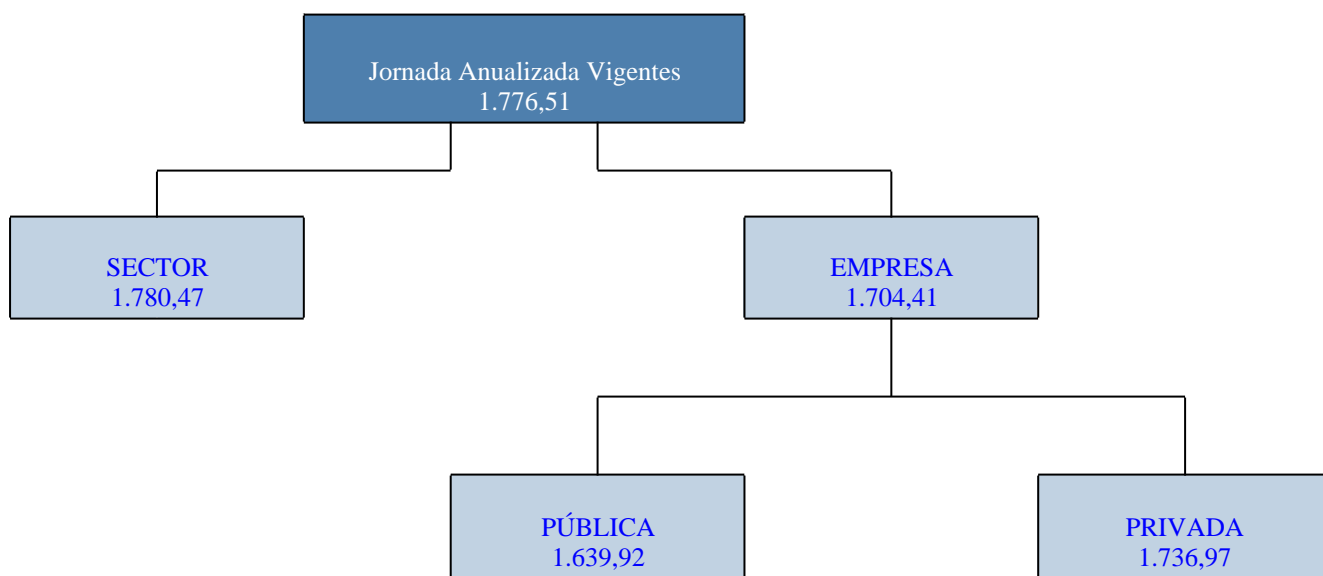 Jornada Anualizada Vigentes
1.776,51
SECTOR
1.780,47
EMPRESA
1.704,41
PÚBLICA
1.639,92
PRIVADA
1.736,97